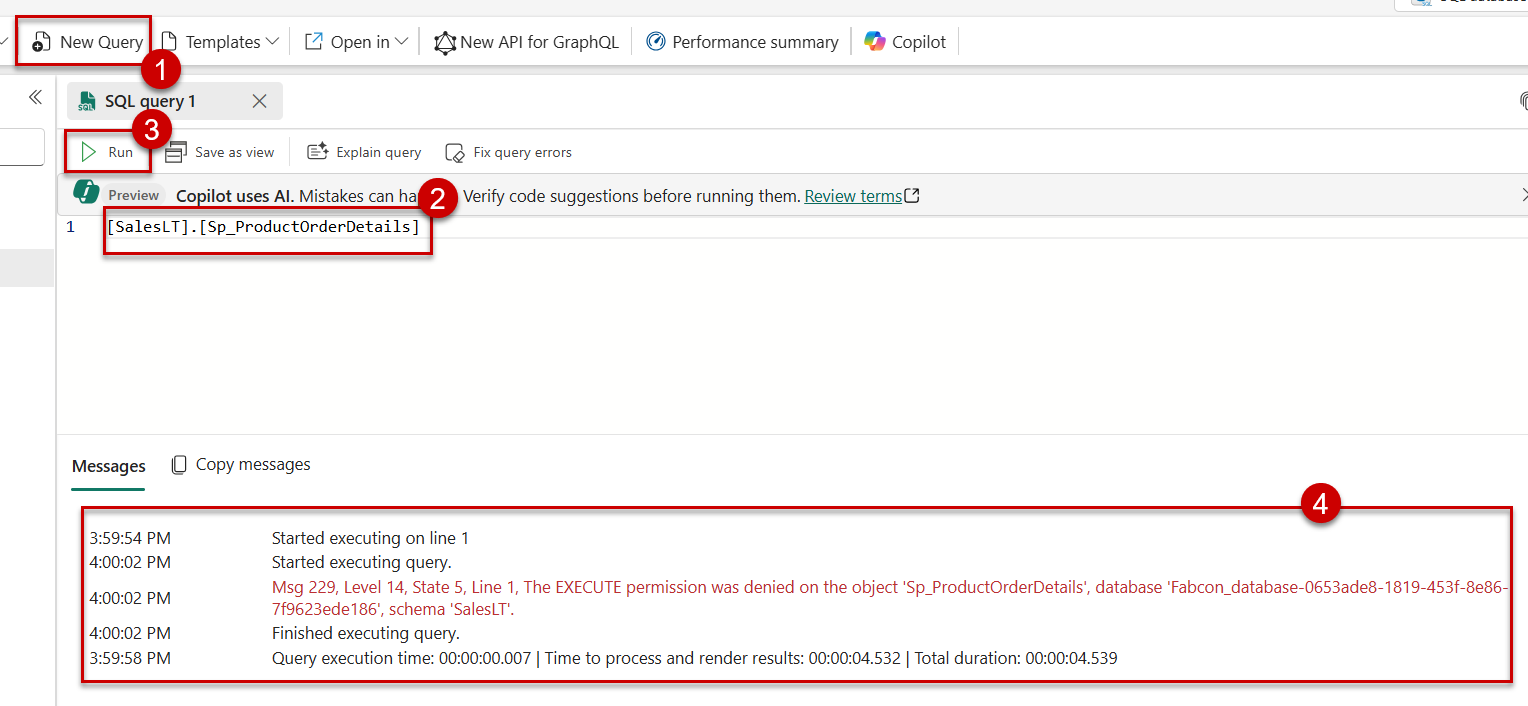 New Query Templates Open in New API for GraphQL Performance summary Copilot
1
SQL query 1
3
Run Save as view Explain query Fix query errors
2
Preview Copilot uses AI. Mistakes can ha Verify code suggestions before running them. Review terms
1 [SalesLT].[Sp_ProductOrderDetails]
Messages Copy messages
4
3:59:54 PM Started executing on line 1
4:00:02 PM Started executing query.
4:00:02 PM Msg 229, Level 14, State 5, Line 1, The EXECUTE permission was denied on the object 'Sp_ProductOrderDetails', database 'Fabcon_database-0653ade8-1819-453f-8e86-
7f9623ede186', schema 'SalesLT'.
4:00:02 PM Finished executing query.
3:59:58 PM Query execution time: 00:00:00.007 | Time to process and render results: 00:00:04.532 | Total duration: 00:00:04.539